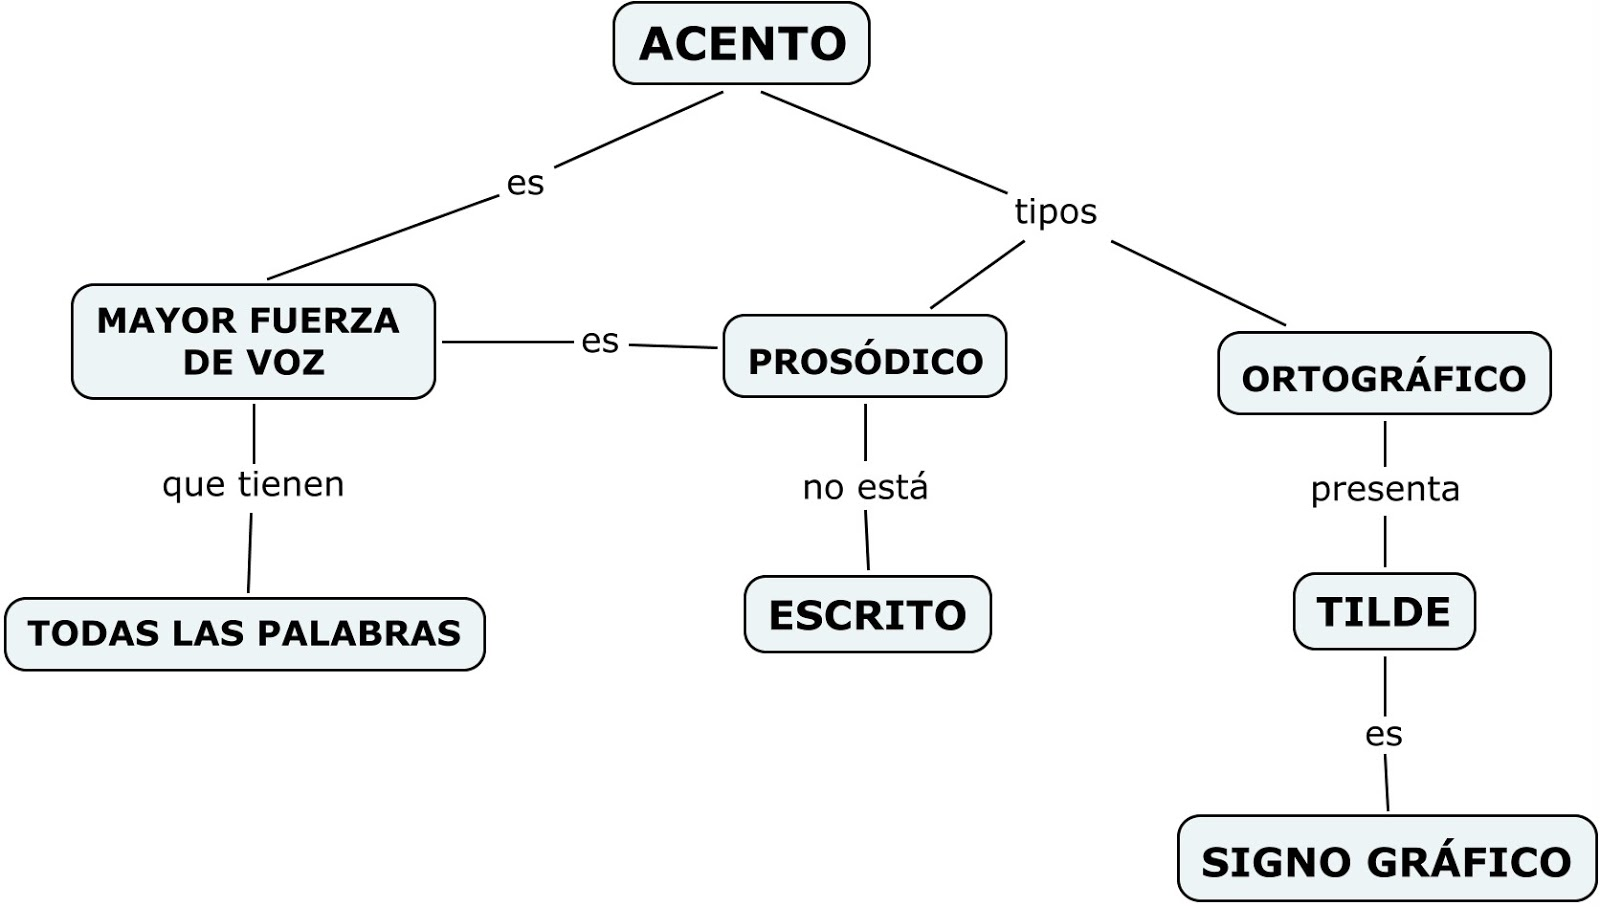 ACENTO
es
tipos
MAYOR FUERZA
DE VOZ
es
PROSÓDICO
ORTOGRÁFICO
que tienen
no está
presenta
TODAS LAS PALABRAS
ESCRITO
TILDE
es
SIGNO GRÁFICO